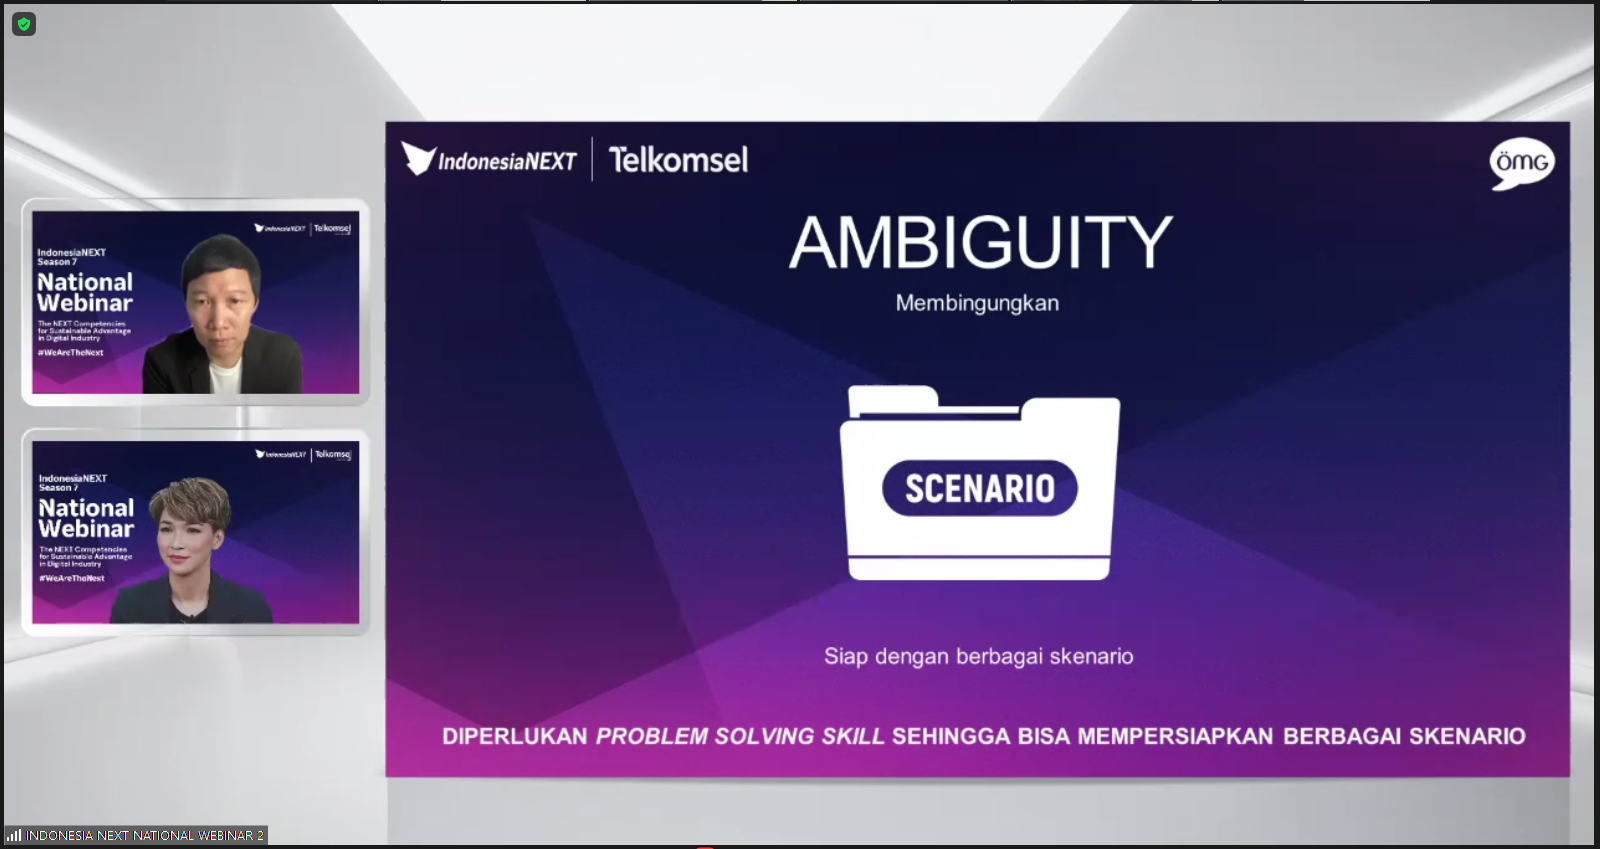 IndonesiaNEXT
Telkomsel
ÖMG
AMBIGUITY
Membingungkan
SCENARIO
Siap dengan berbagai skenario
DIPERLUKAN PROBLEM SOLVING SKILL SEHINGGA BISA MEMPERSIAPKAN BERBAGAI SKENARIO
IndonesiaNEXT
Telkomsel
IndonesiaNEXT
Season 7
National
Webinar
The NEXT Competencies
for Sustainable Advantage
in Digital Industry
#WeAreTheNext
IndonesiaNEXT
Telkomsel
IndonesiaNEXT
Season 7
National
Webinar
The NEXT Competencies
for Sustainable Advantage
in Digital Industry
#WeAreTheNext
INDONESIA NEXT NATIONAL WEBINAR 2